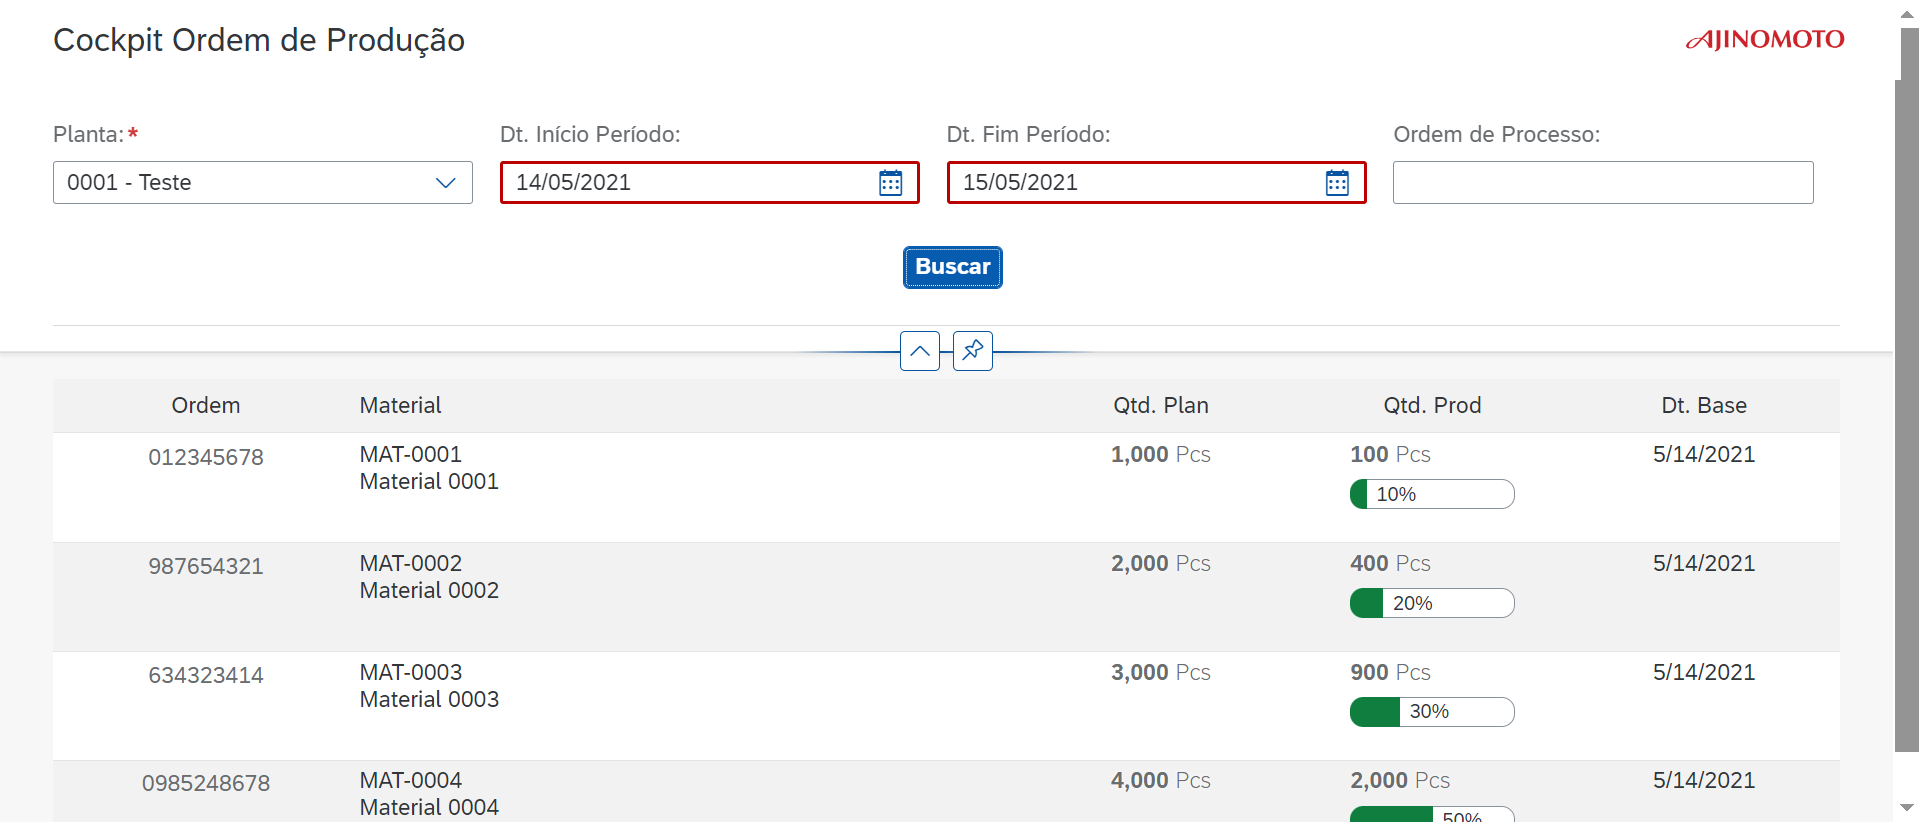 Cockpit Ordem de Produção
AJINOMOTO
Planta:*
Dt. Início Período:
Dt. Fim Período:
Ordem de Processo:
0001 - Teste
14/05/2021
15/05/2021
Buscar
Ordem Material Qtd. Plan Qtd. Prod Dt. Base
012345678 MAT-0001 1,000 Pcs 100 Pcs 5/14/2021
Material 0001 10%
987654321 MAT-0002 2,000 Pcs 400 Pcs 5/14/2021
Material 0002 20%
634323414 MAT-0003 3,000 Pcs 900 Pcs 5/14/2021
Material 0003 30%
0985248678 MAT-0004 4,000 Pcs 2,000 Pcs 5/14/2021
Material 0004 50%